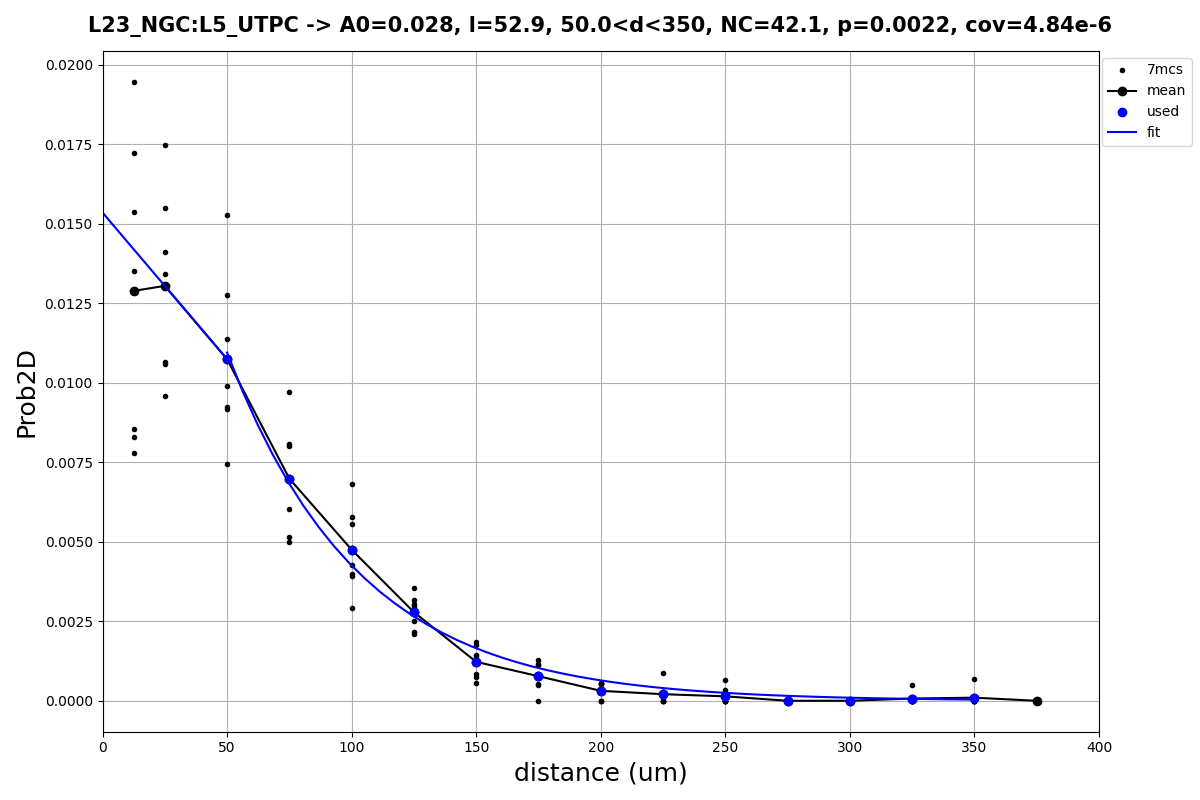 L23_NGC:L5_UTPC -> A0=0.028, l=52.9, 50.0<d<350, NC=42.1, p=0.0022, cov=4.84e-6
0.0200
0.0175
0.0150
0.0125
0.0100
0.0075
0.0050
0.0025
0.0000
Prob2D
0 50 100 150 200 250 300 350 400
distance (um)
7mcs
mean
used
fit